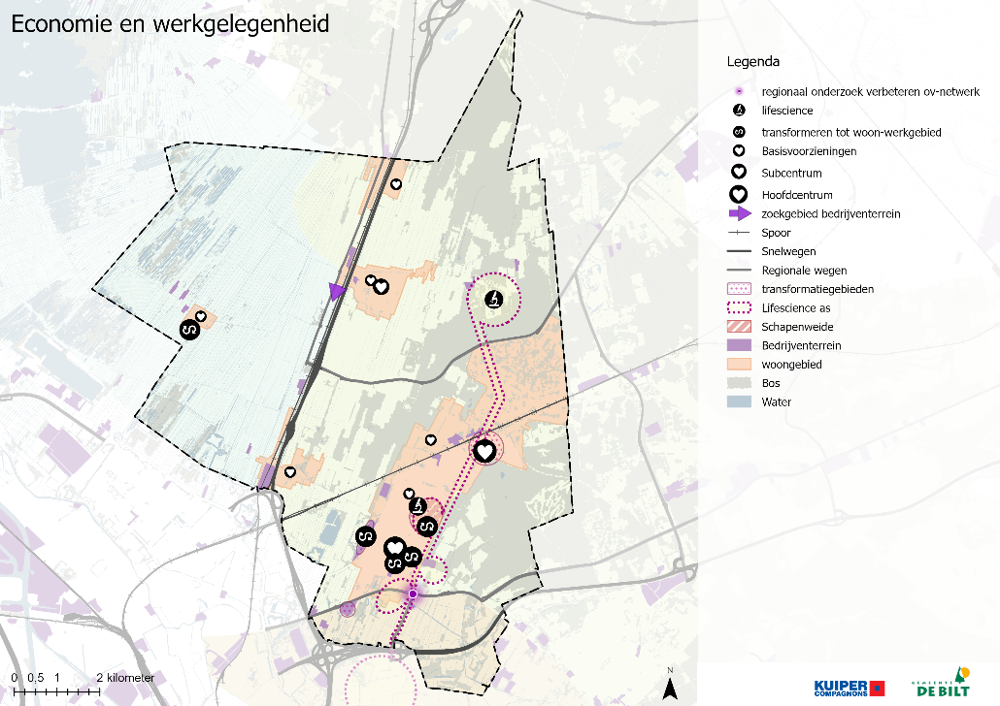 Economie en werkgelegenheid
Legenda
regionaal onderzoek verbeteren ov-netwerk
lifescience
transformeren tot woon-werkgebied
Basisvoorzieningen
Subcentrum
Hoofdcentrum
zoekgebied bedrijventerrein
Spoor
Snelwegen
Regionale wegen
transformatiegebieden
Lifescience as
Schapenweide
Bedrijventerrein
woongebied
Bos
Water
0 0,5 1 2 kilometer
N
KUIPER
COMPAGNONS
GEMEENTE
DE BILT